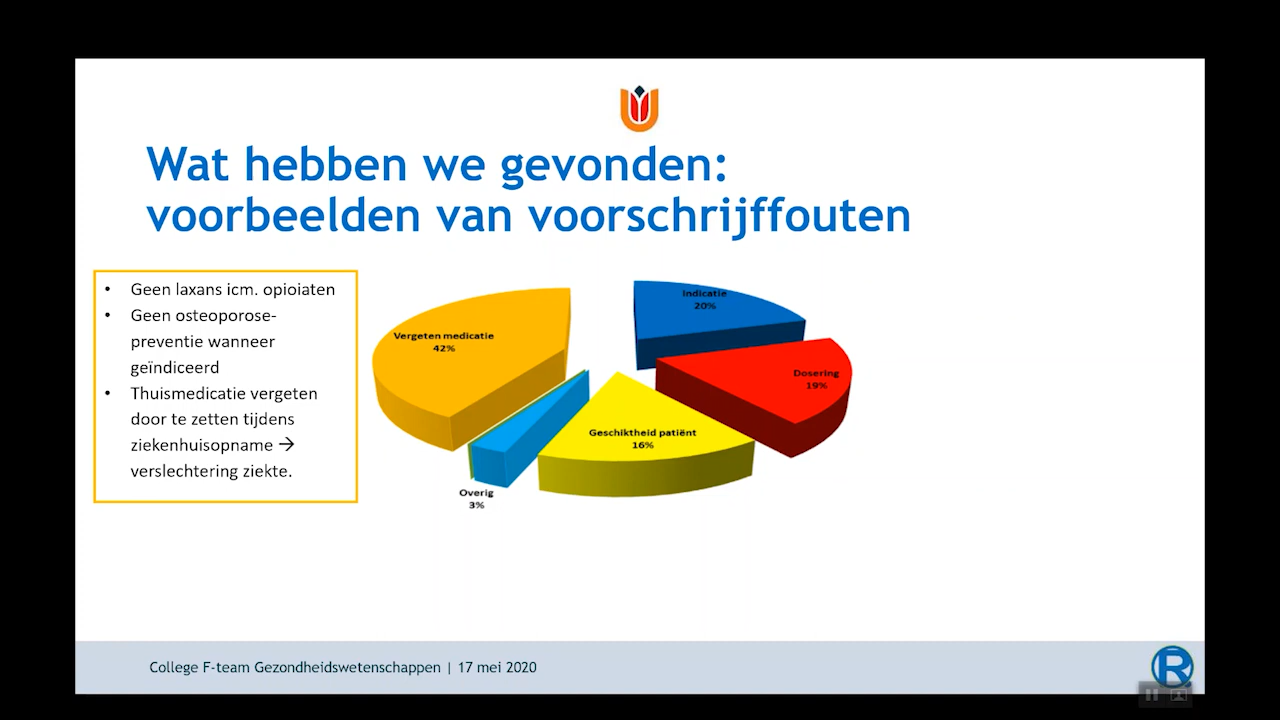 Wat hebben we gevonden:
voorbeelden van voorschrijffouten
• Geen laxans icm. opioiaten
• Geen osteoporose-
preventie wanneer
geïndiceerd
• Thuismedicatie vergeten
door te zetten tijdens
ziekenhuisopname →
verslechtering ziekte.
Vergeten medicatie
42%
Indicatie
20%
Dosering
19%
Geschiktheid patiënt
16%
Overig
3%
College F-team Gezondheidswetenschappen | 17 mei 2020
R